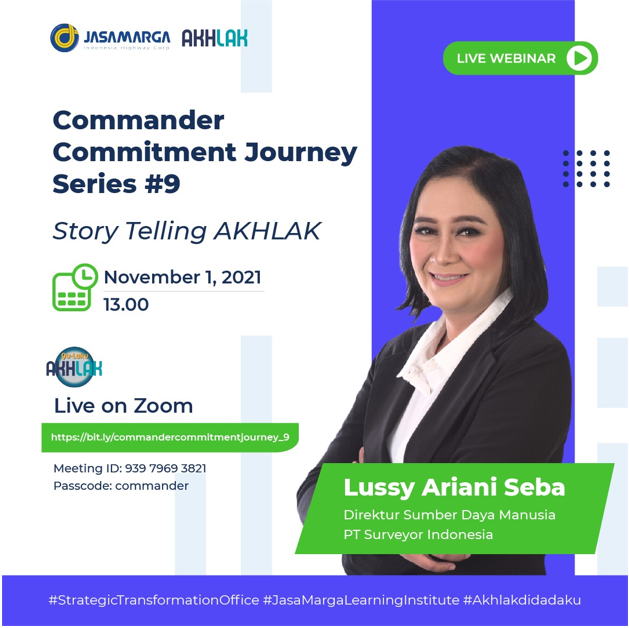 JASAMARGA
Indonesia Highway Corp
AKHLAK
LIVE WEBINAR
Commander
Commitment Journey
Series #9
Story Telling AKHLAK
November 1, 2021
13.00
AKHLAK
Live on Zoom
https://bit.ly/commandercommitmentjourney_9
Meeting ID: 939 7969 3821
Passcode: commander
Lussy Ariani Seba
Direktur Sumber Daya Manusia
PT Surveyor Indonesia
#StrategicTransformationOffice #JasaMargaLearningInstitute #Akhlakdidadaku